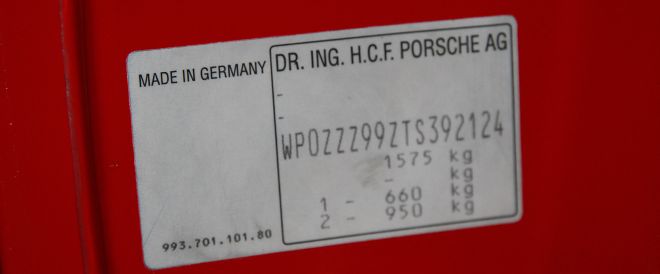 MADE IN GERMANY
DR. ING. H.C.F. PORSCHE AG
-
-
WP0ZZZ99ZTS392124
1575 kg
- kg
1 - 660 kg
2 - 950 kg
993.701.101.80